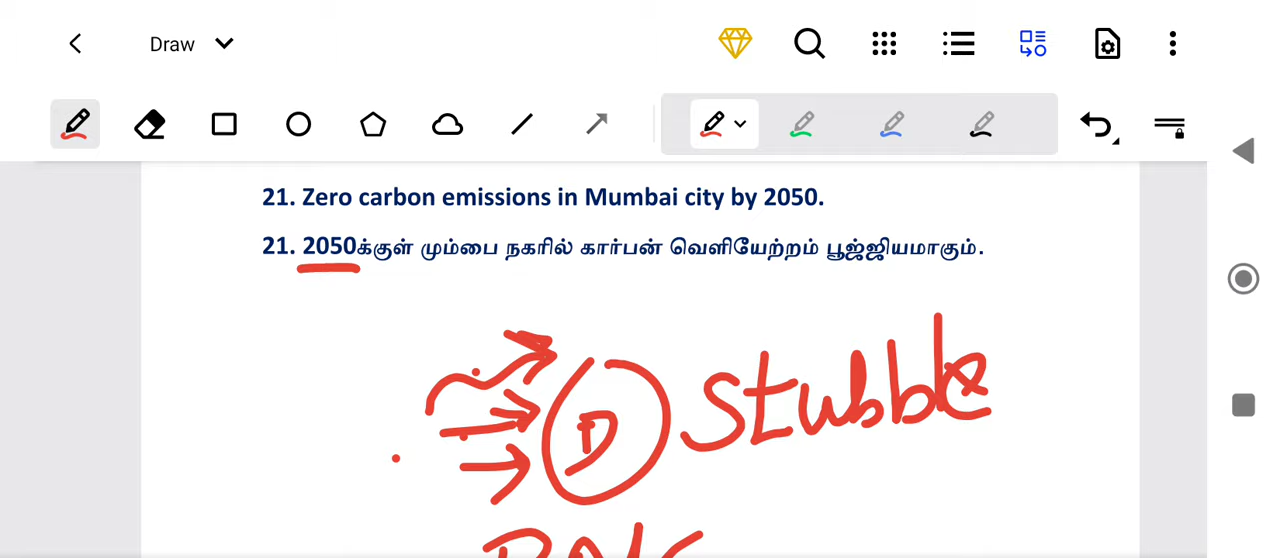 Draw
21. Zero carbon emissions in Mumbai city by 2050.
21. 2050க்குள் மும்பை நகரில் கார்பன் வெளியேற்றம் பூஜ்ஜியமாகும்.
D Stubble